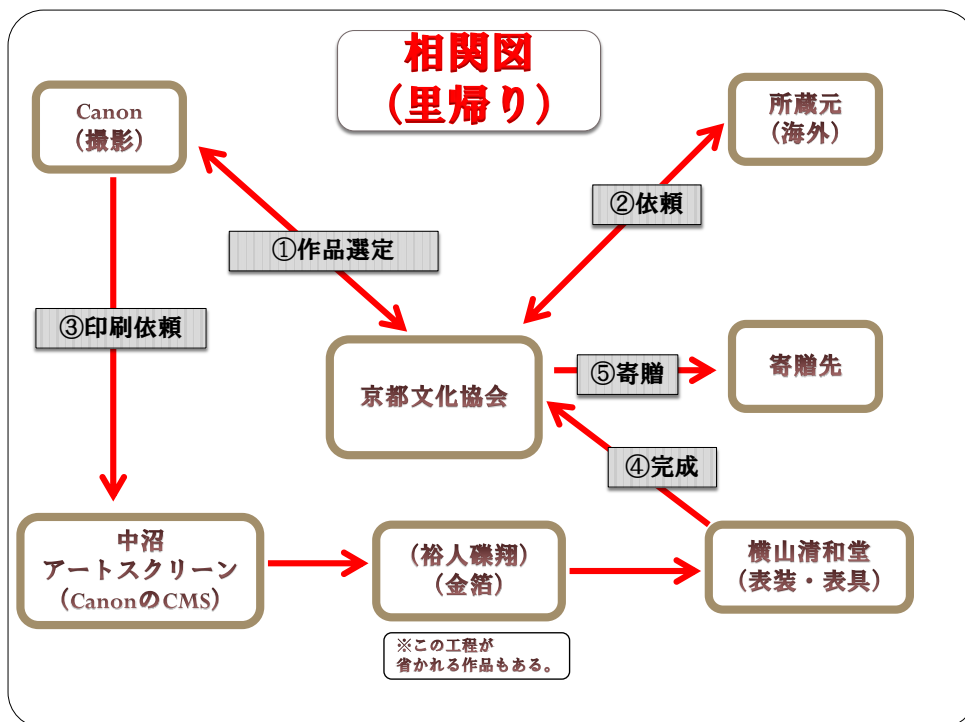 相関図
（里帰り）
Canon
（撮影）
所蔵元
（海外）
②依頼
①作品選定
③印刷依頼
京都文化協会
⑤寄贈
寄贈先
④完成
中沼
アートスクリーン
（CanonのCMS）
（裕人礫翔）
（金箔）
横山清和堂
（表装・表具）
※この工程が
省かれる作品もある。